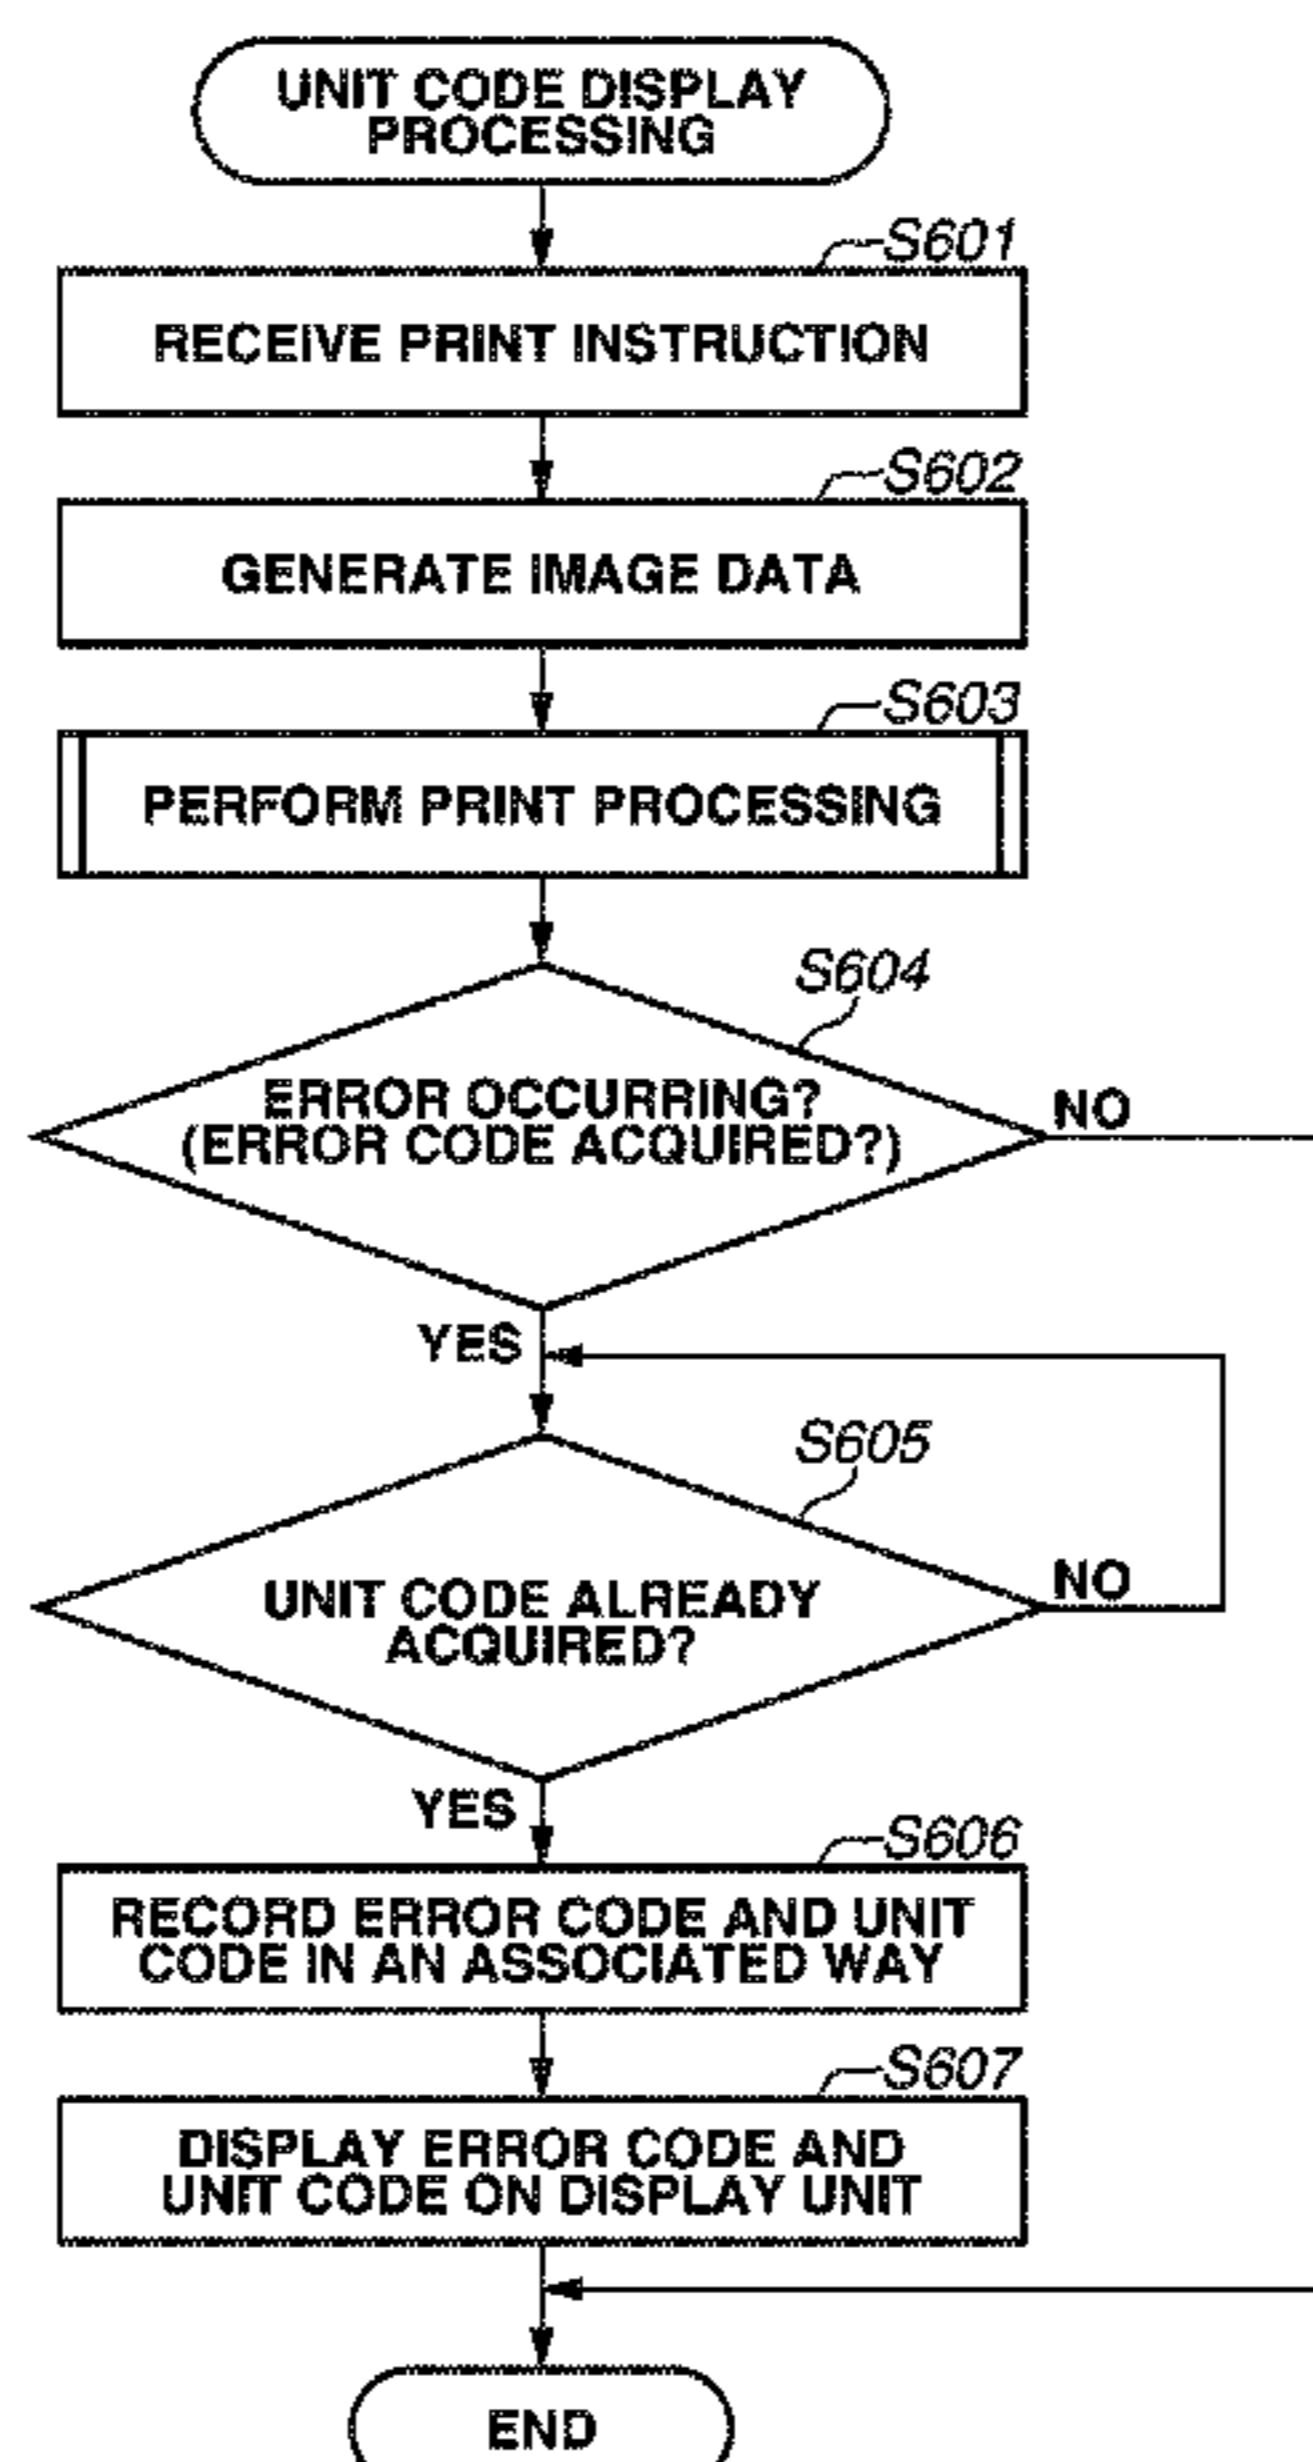 UNIT CODE DISPLAY
PROCESSING
S601
RECEIVE PRINT INSTRUCTION
S602
GENERATE IMAGE DATA
S603
PERFORM PRINT PROCESSING
S604
ERROR OCCURRING?
(ERROR CODE ACQUIRED?)
NO
YES
S605
UNIT CODE ALREADY
ACQUIRED?
NO
YES
S606
RECORD ERROR CODE AND UNIT
CODE IN AN ASSOCIATED WAY
S607
DISPLAY ERROR CODE AND
UNIT CODE ON DISPLAY UNIT
END